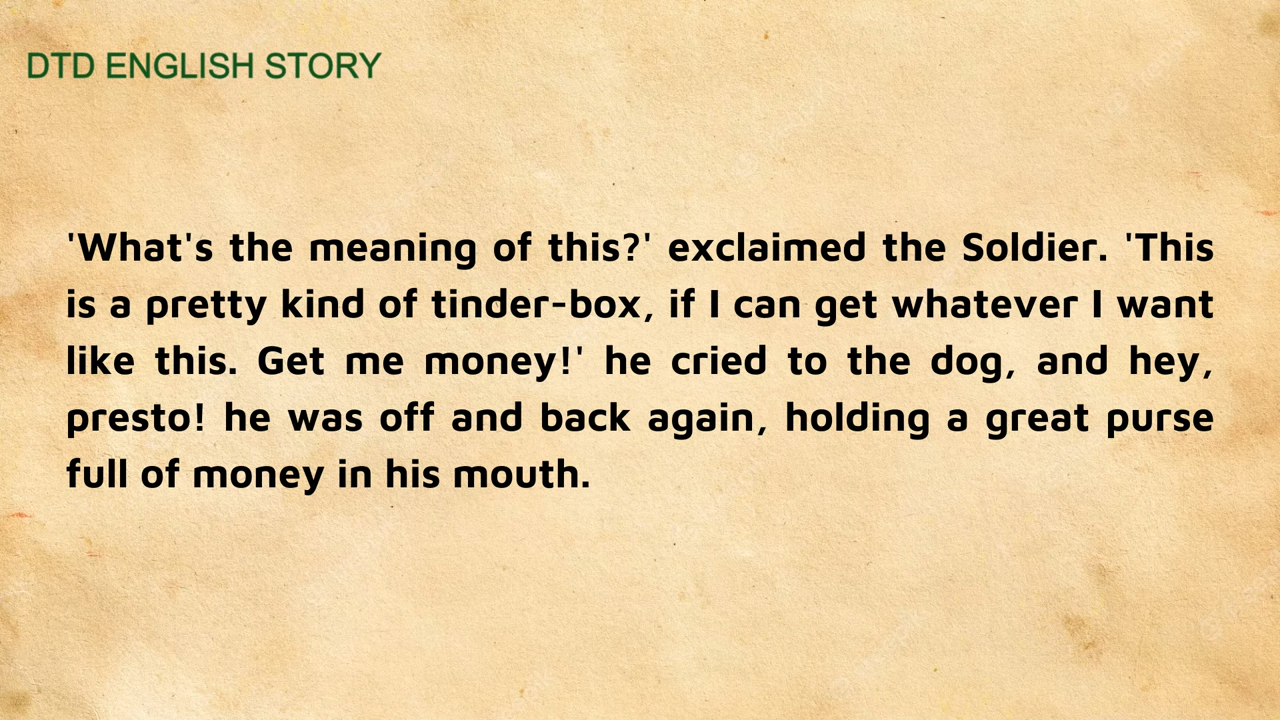 DTD ENGLISH STORY
'What's the meaning of this?' exclaimed the Soldier. 'This
is a pretty kind of tinder-box, if I can get whatever I want
like this. Get me money!' he cried to the dog, and hey,
presto! he was off and back again, holding a great purse
full of money in his mouth.